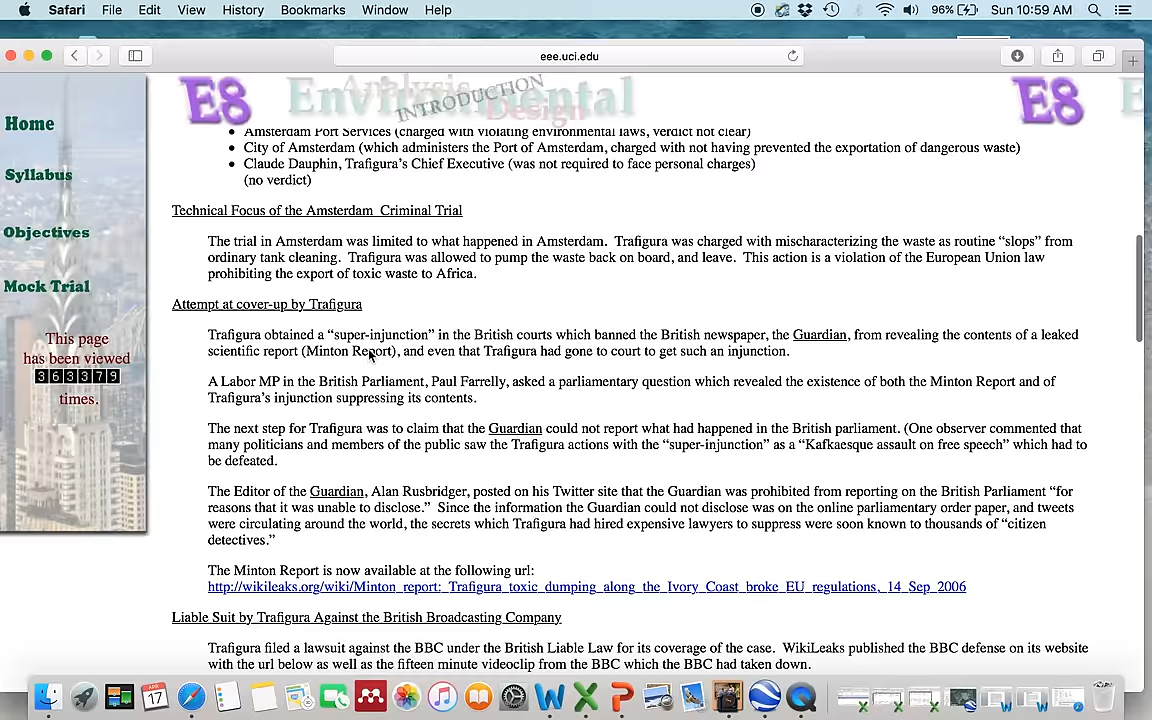 Safari File Edit View History Bookmarks Window Help 96% Sun 10:59 AM
eee.uci.edu
E8 Environmental E8 E
Analysis
INTRODUCTION
Design
Home
Syllabus
Objectives
Mock Trial
This page
has been viewed
363379
times.
• Amsterdam Port Services (charged with violating environmental laws, verdict not clear)
• City of Amsterdam (which administers the Port of Amsterdam, charged with not having prevented the exportation of dangerous waste)
• Claude Dauphin, Trafigura's Chief Executive (was not required to face personal charges)
(no verdict)
Technical Focus of the Amsterdam Criminal Trial
The trial in Amsterdam was limited to what happened in Amsterdam. Trafigura was charged with mischaracterizing the waste as routine “slops” from
ordinary tank cleaning. Trafigura was allowed to pump the waste back on board, and leave. This action is a violation of the European Union law
prohibiting the export of toxic waste to Africa.
Attempt at cover-up by Trafigura
Trafigura obtained a “super-injunction” in the British courts which banned the British newspaper, the Guardian, from revealing the contents of a leaked
scientific report (Minton Report), and even that Trafigura had gone to court to get such an injunction.
A Labor MP in the British Parliament, Paul Farrelly, asked a parliamentary question which revealed the existence of both the Minton Report and of
Trafigura's injunction suppressing its contents.
The next step for Trafigura was to claim that the Guardian could not report what had happened in the British parliament. (One observer commented that
many politicians and members of the public saw the Trafigura actions with the “super-injunction” as a “Kafkaesque assault on free speech” which had to
be defeated.
The Editor of the Guardian, Alan Rusbridger, posted on his Twitter site that the Guardian was prohibited from reporting on the British Parliament “for
reasons that it was unable to disclose.” Since the information the Guardian could not disclose was on the online parliamentary order paper, and tweets
were circulating around the world, the secrets which Trafigura had hired expensive lawyers to suppress were soon known to thousands of “citizen
detectives.”
The Minton Report is now available at the following url:
http://wikileaks.org/wiki/Minton_report:_Trafigura_toxic_dumping_along_the_Ivory_Coast_broke_EU_regulations,_14_Sep_2006
Liable Suit by Trafigura Against the British Broadcasting Company
Trafigura filed a lawsuit against the BBC under the British Liable Law for its coverage of the case. WikiLeaks published the BBC defense on its website
with the url below as well as the fifteen minute videoclip from the BBC which the BBC had taken down.
APR
17